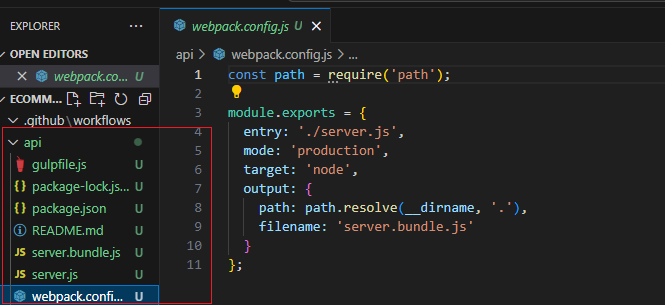 EXPLORER
webpack.config.js U
OPEN EDITORS
webpack.co... U
ECOMM...
.github\workflows
api
gulpfile.js U
package-lock.js... U
package.json U
README.md U
JS server.bundle.js U
JS server.js U
webpack.confi... U
api > webpack.config.js > ...
1 const path = require('path');
2
3 module.exports = {
4 entry: './server.js',
5 mode: 'production',
6 target: 'node',
7 output: {
8 path: path.resolve(__dirname, '.'),
9 filename: 'server.bundle.js'
10 }
11 };